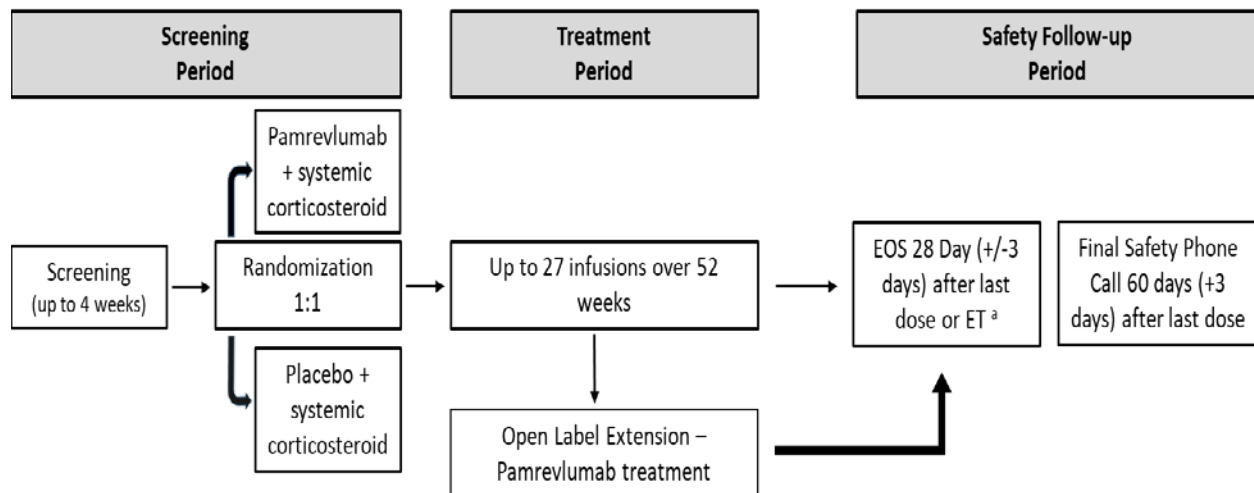 Screening
Period
Treatment
Period
Safety Follow-up
Period
Pamrevlumab
+ systemic
corticosteroid
Screening
(up to 4 weeks)
Randomization
1:1
Up to 27 infusions over 52
weeks
EOS 28 Day (+/-3
days) after last
dose or ET a
Final Safety Phone
Call 60 days (+3
days) after last dose
Placebo +
systemic
corticosteroid
Open Label Extension –
Pamrevlumab treatment